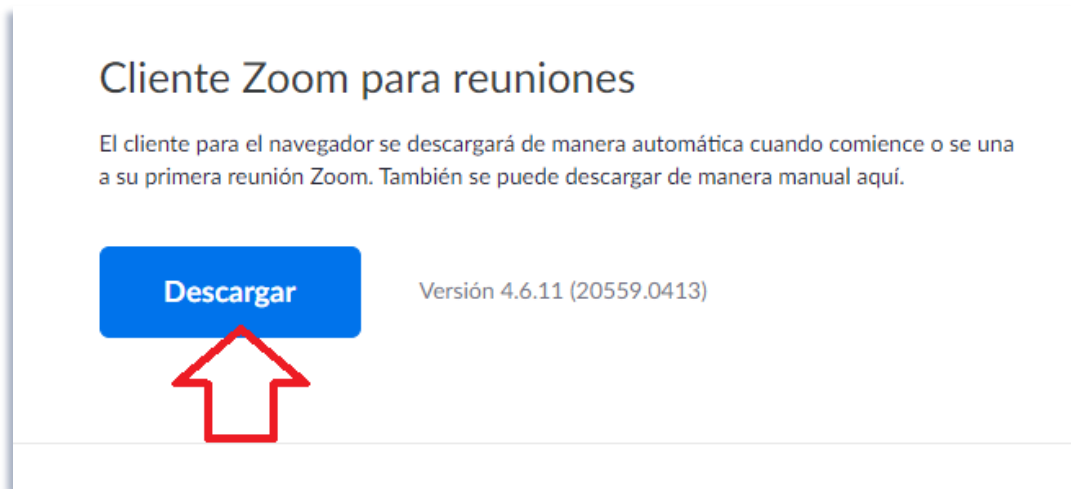 Cliente Zoom para reuniones
El cliente para el navegador se descargará de manera automática cuando comience o se una
a su primera reunión Zoom. También se puede descargar de manera manual aquí.
Descargar
Versión 4.6.11 (20559.0413)